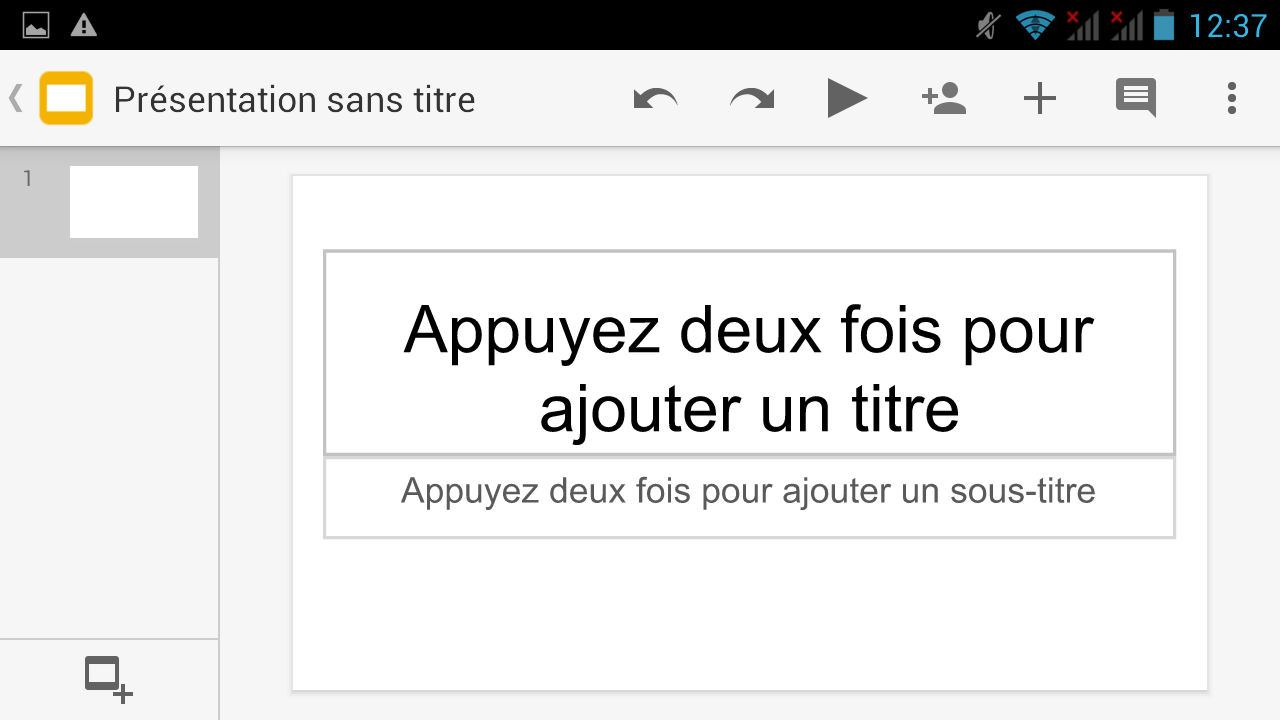 12:37
Présentation sans titre
1
Appuyez deux fois pour
ajouter un titre
Appuyez deux fois pour ajouter un sous-titre